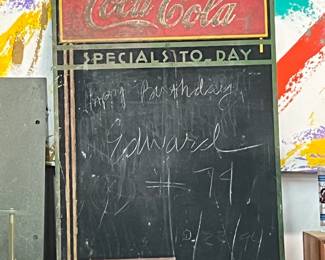 Coca-Cola
SPECIALS TO-DAY
Happy Birthday
Edward
# 74